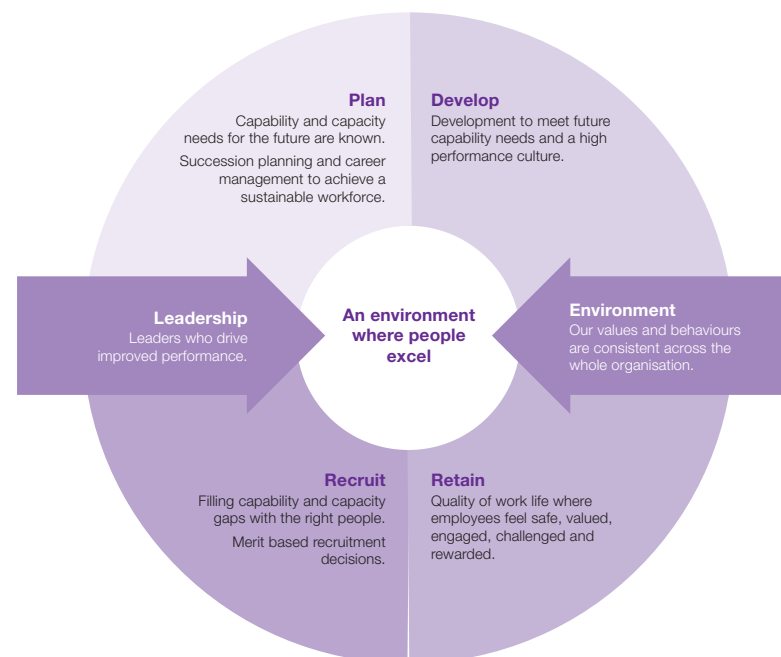 Plan
Capability and capacity
needs for the future are known.
Succession planning and career
management to achieve a
sustainable workforce.
Develop
Development to meet future
capability needs and a high
performance culture.
Leadership
Leaders who drive
improved performance.
An environment
where people
excel
Environment
Our values and behaviours
are consistent across the
whole organisation.
Recruit
Filling capability and capacity
gaps with the right people.
Merit based recruitment
decisions.
Retain
Quality of work life where
employees feel safe, valued,
engaged, challenged and
rewarded.